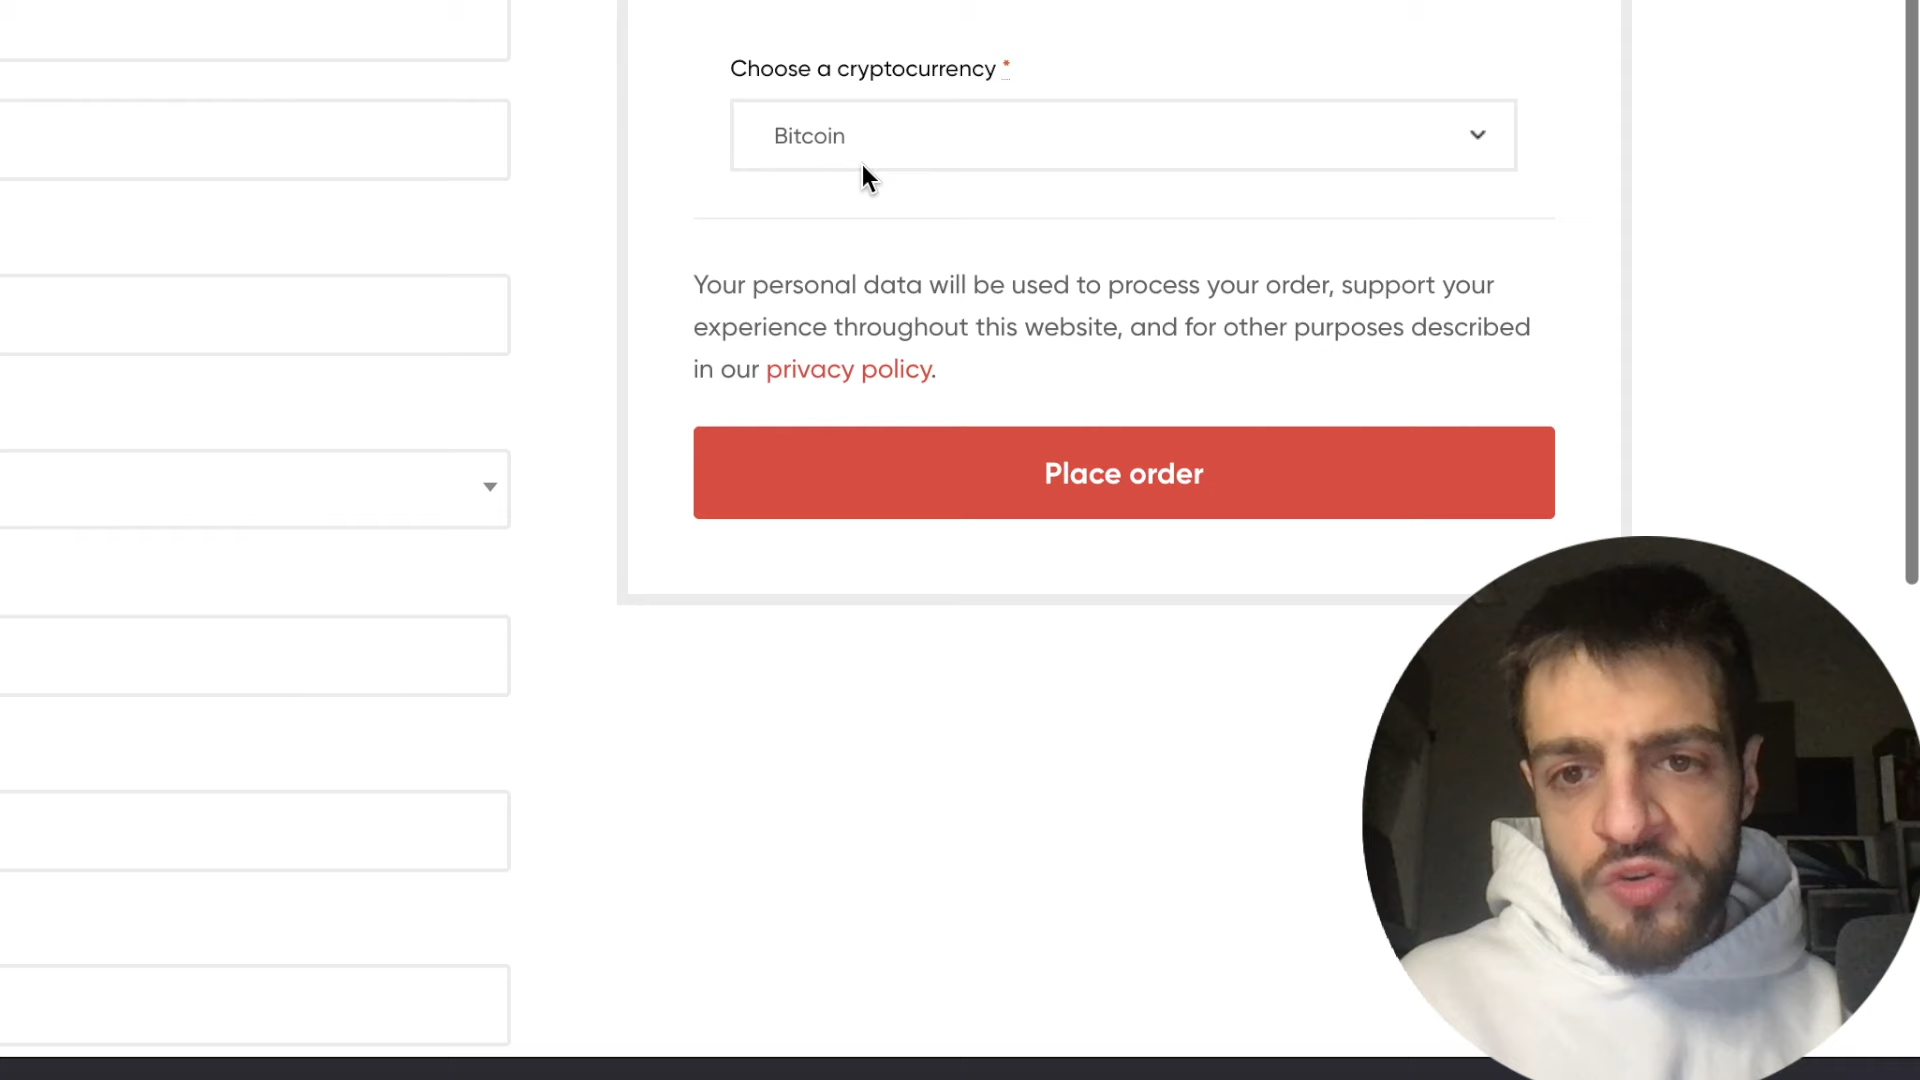 Choose a cryptocurrency *
Bitcoin
Your personal data will be used to process your order, support your
experience throughout this website, and for other purposes described
in our privacy policy.
Place order